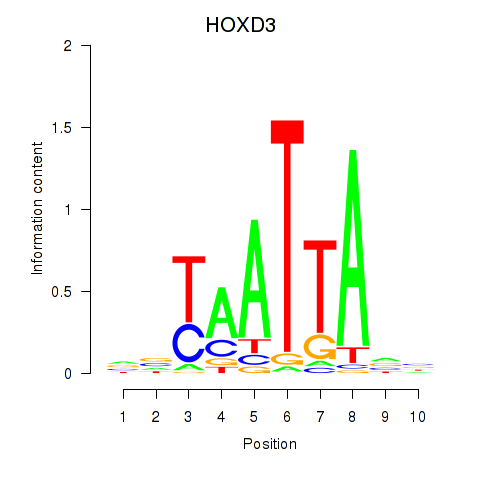 HOXD3
2
1.5
1
0.5
0
Information content
T
C
A
C
G
T
A
T
C
G
T
G
A
T
G
A
C
A
T
C
G
1 2 3 4 5 6 7 8 9 10
Position